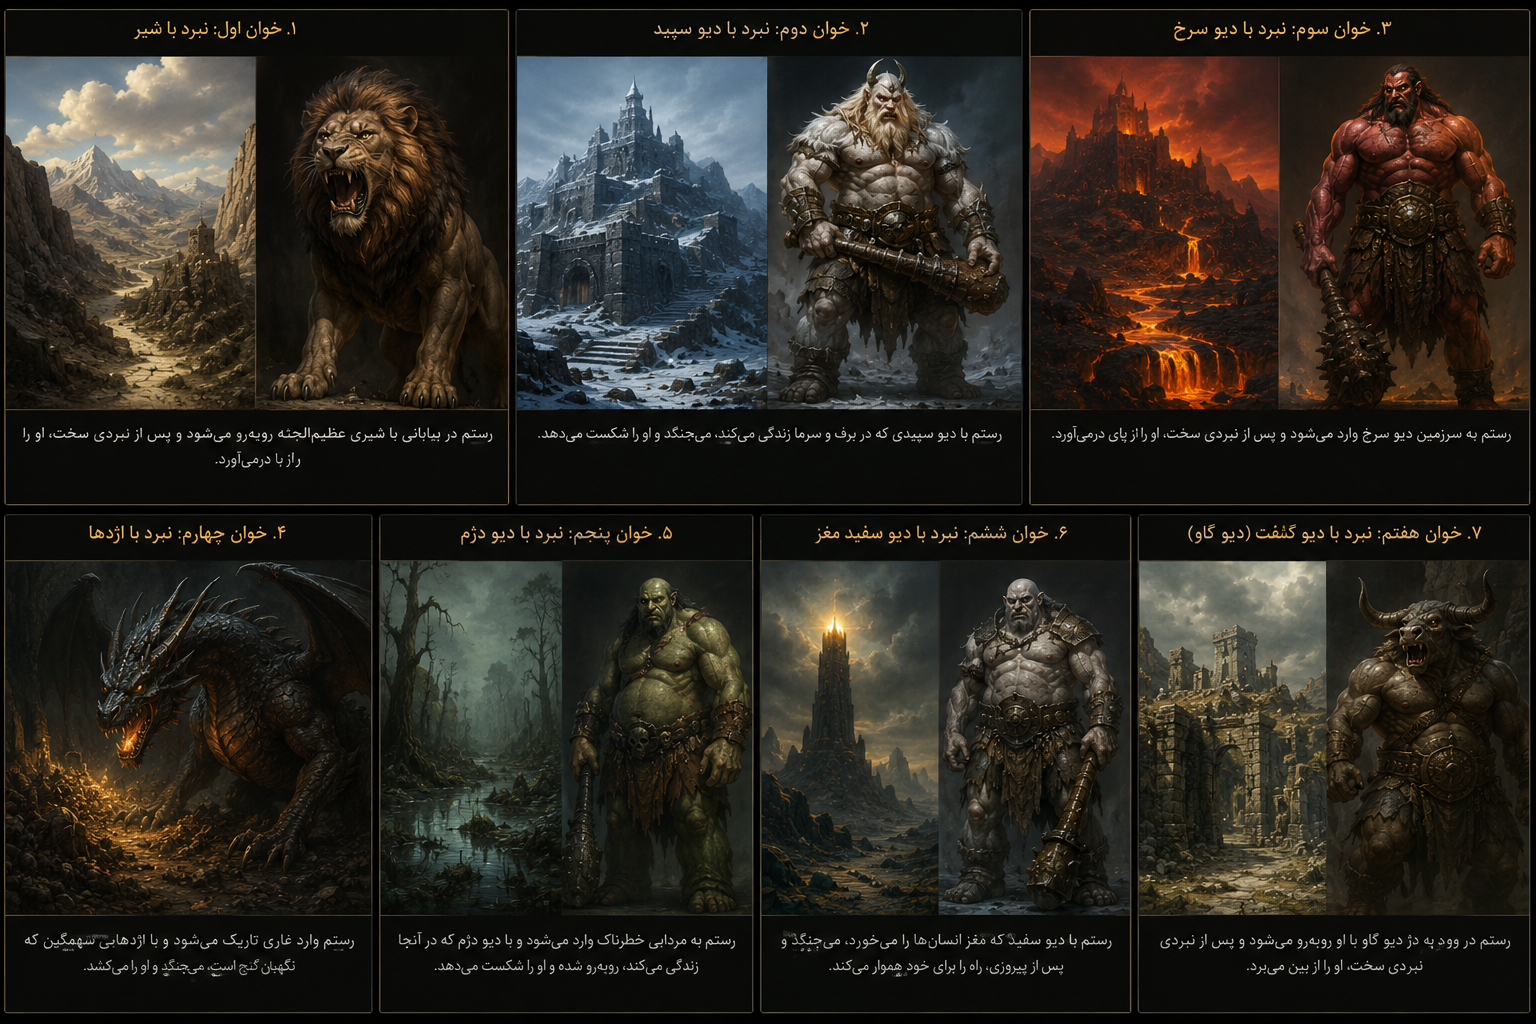 ۱. خوان اول: نبرد با شیر
رستم در بیابانی با شیری عظیم‌الجثه روبه‌رو می‌شود و پس از نبردی سخت، او را
راز با درمی‌آورد.
۲. خوان دوم: نبرد با دیو سپید
رستم با دیو سپیدی که در برف و سرما زندگی می‌کند، می‌جنگد و او را شکست می‌دهد.
۳. خوان سوم: نبرد با دیو سرخ
رستم به سرزمین دیو سرخ وارد می‌شود و پس از نبردی سخت، او را از پای درمی‌آورد.
۴. خوان چهارم: نبرد با اژدها
رستم وارد غاری تاریک می‌شود و با اژدهایی سهمگین که
نگهبان گنج است، می‌جنگد و او را می‌کشد.
۵. خوان پنجم: نبرد با دیو دژم
رستم به مردابی خطرناک وارد می‌شود و با دیو دژم که در آنجا
زندگی می‌کند، روبه‌رو شده و او را شکست می‌دهد.
۶. خوان ششم: نبرد با دیو سفید مغز
رستم با دیو سفید که مغز انسان‌ها را می‌خورد، می‌جنگد و
پس از پیروزی، راه را برای خود هموار می‌کند.
۷. خوان هفتم: نبرد با دیو گشفت (دیو گاو)
رستم در وود به دژ دیو گاو با او روبه‌رو می‌شود و پس از نبردی
نبردی سخت، او را از بین می‌برد.